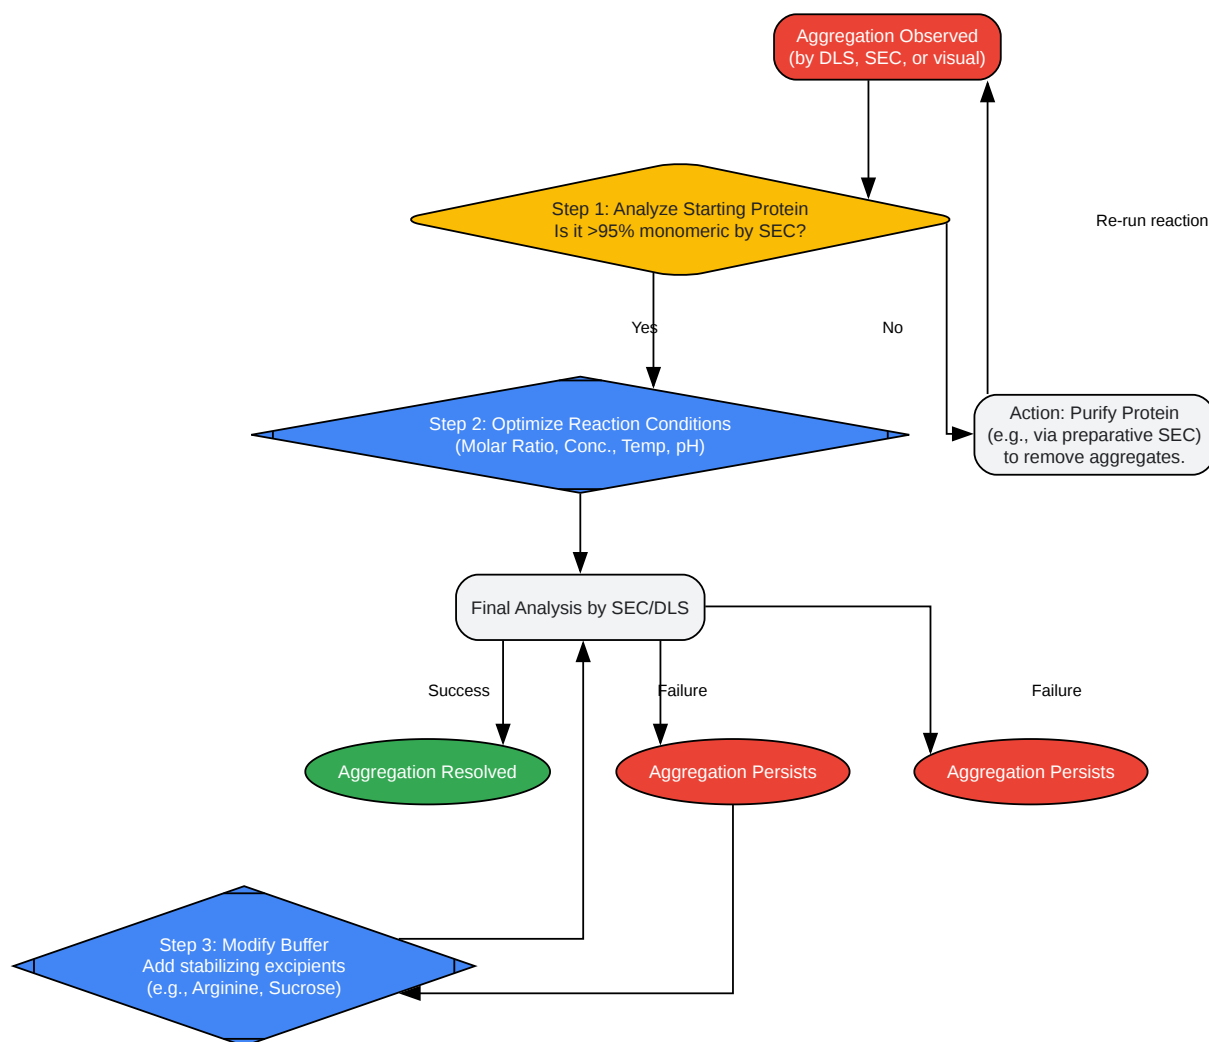 Aggregation Observed
(by DLS, SEC, or visual)
Step 1: Analyze Starting Protein
Is it >95% monomeric by SEC?
Re-run reaction
Yes
No
Action: Purify Protein
(e.g., via preparative SEC)
to remove aggregates.
Step 2: Optimize Reaction Conditions
(Molar Ratio, Conc., Temp, pH)
Final Analysis by SEC/DLS
Success
Failure
Failure
Aggregation Resolved
Aggregation Persists
Aggregation Persists
Step 3: Modify Buffer
Add stabilizing excipients
(e.g., Arginine, Sucrose)